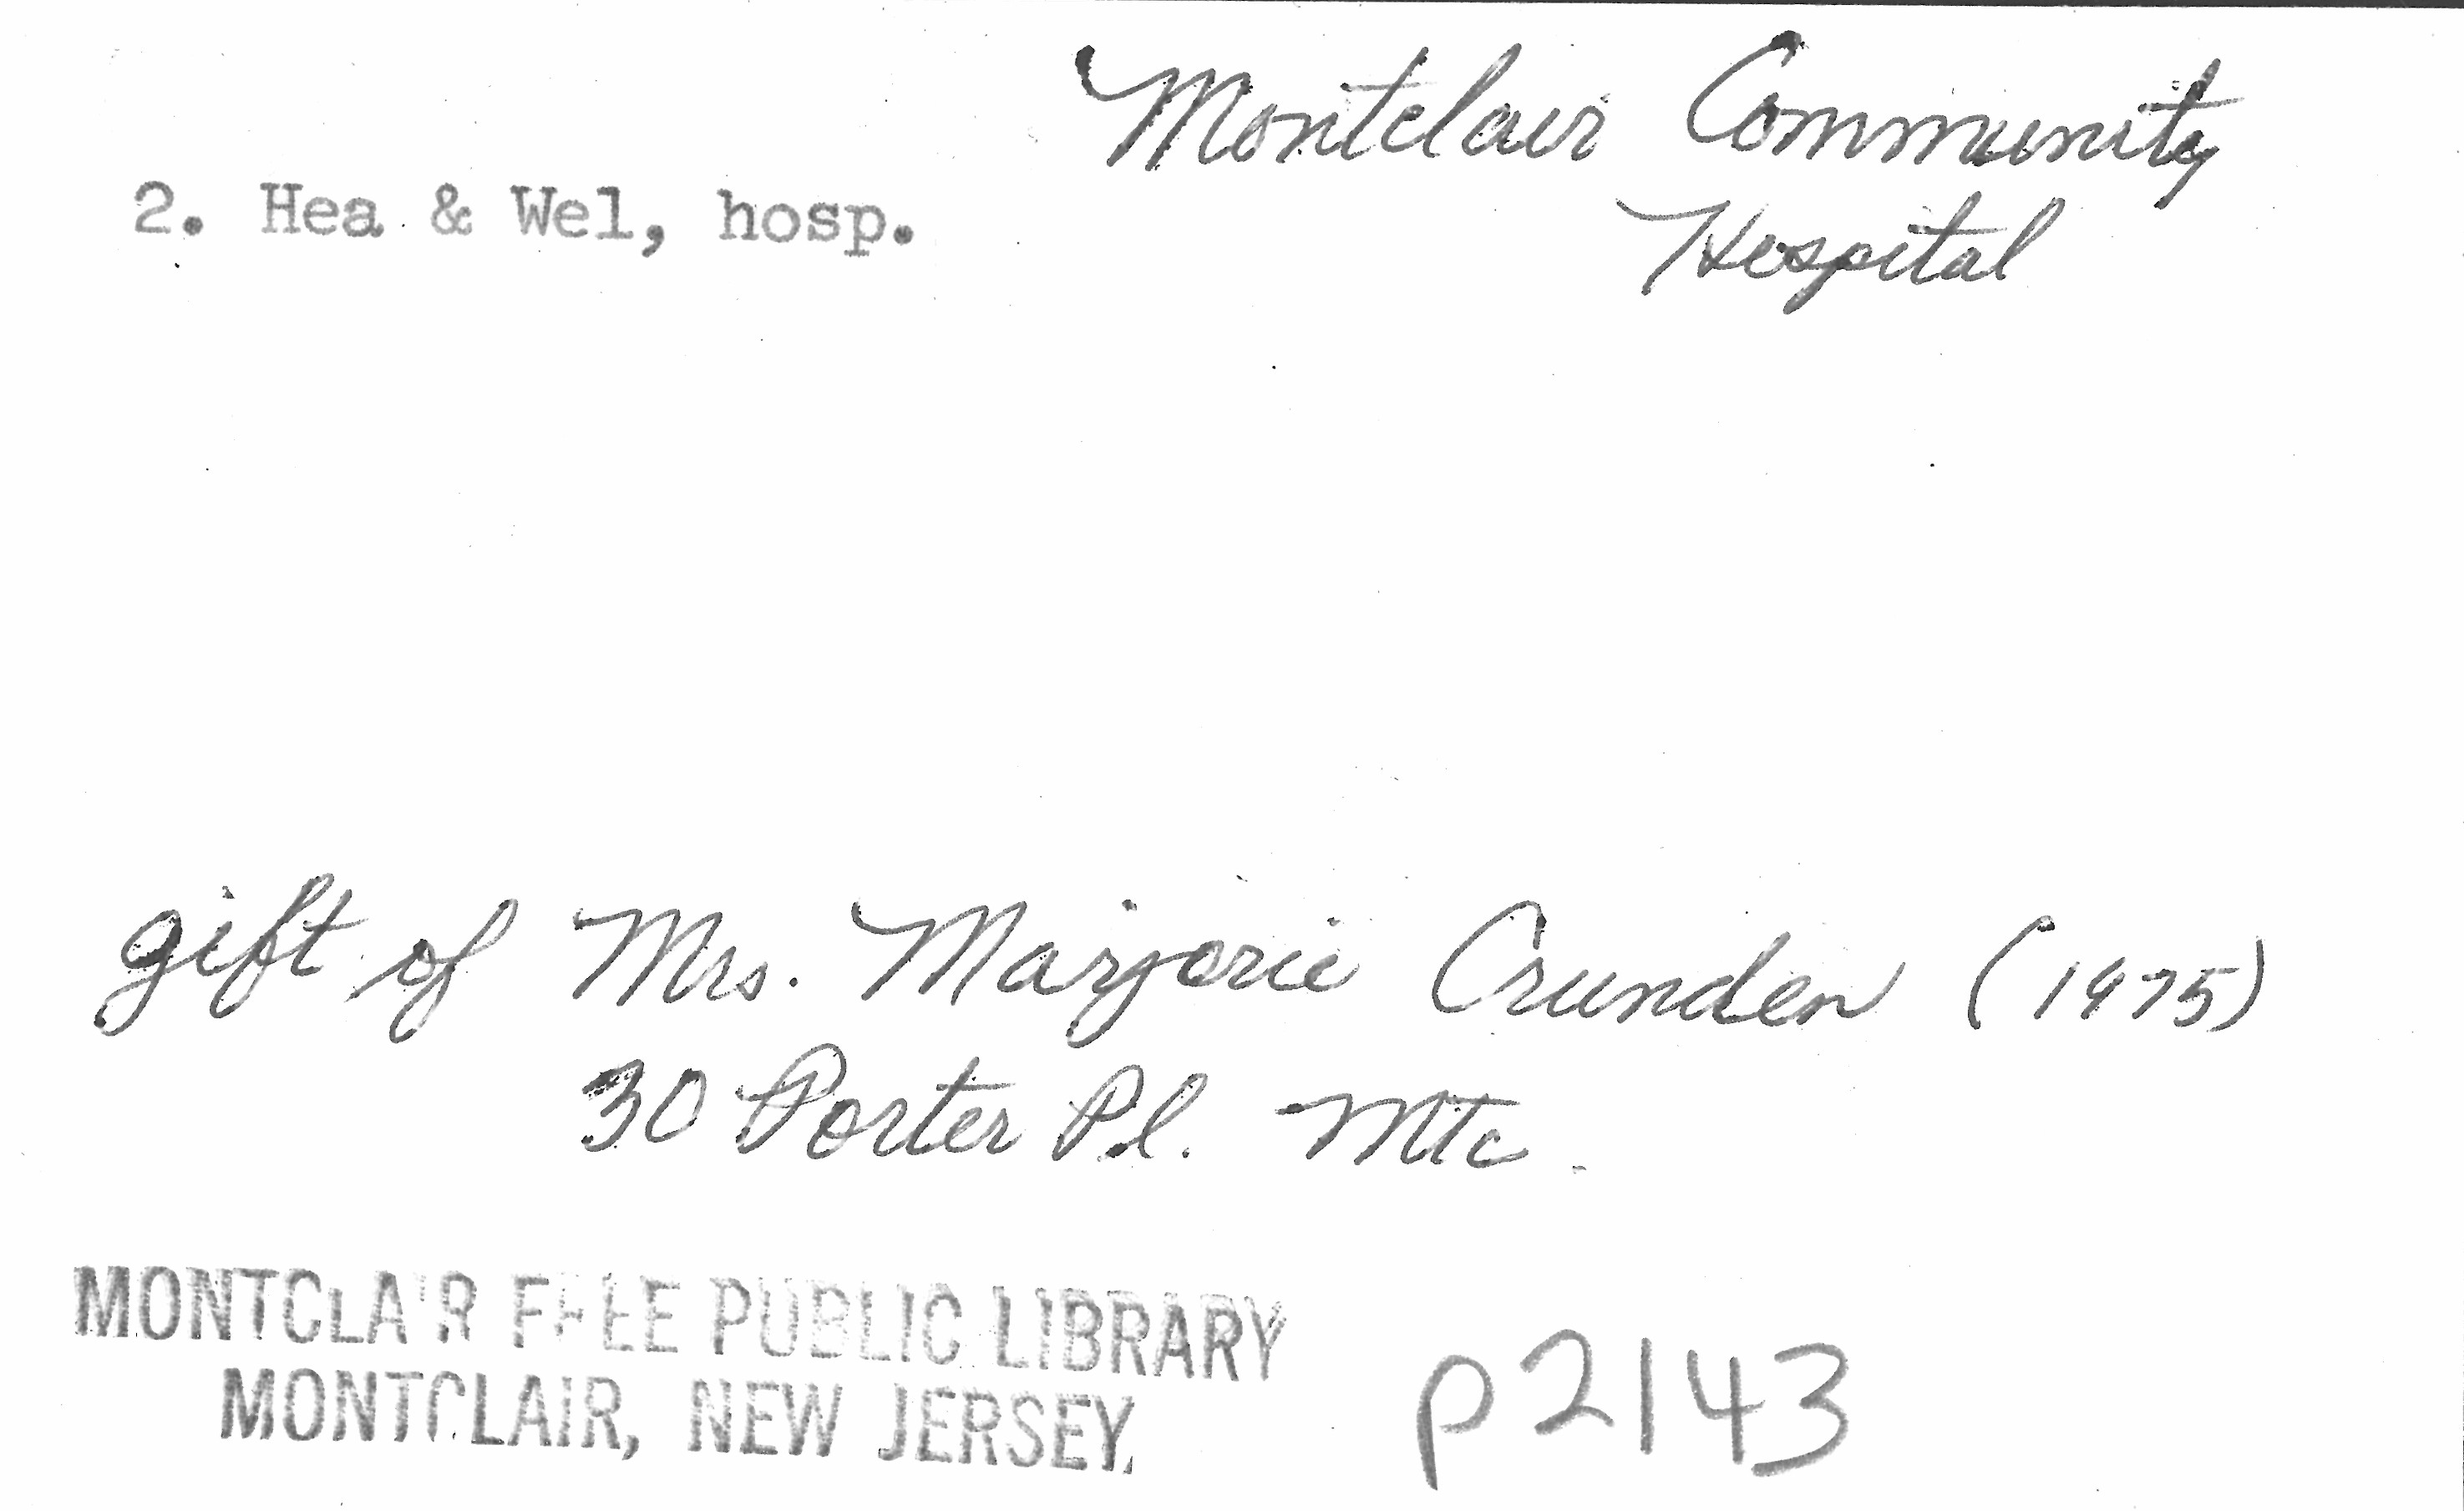 Montclair Community
Hospital
2. Hea & Wel, hosp.
gift of Mrs. Marjorie Crunden (1975)
30 Porter Pl. Mtc.
MONTCLAIR FREE PUBLIC LIBRARY
MONTCLAIR, NEW JERSEY.
p2143